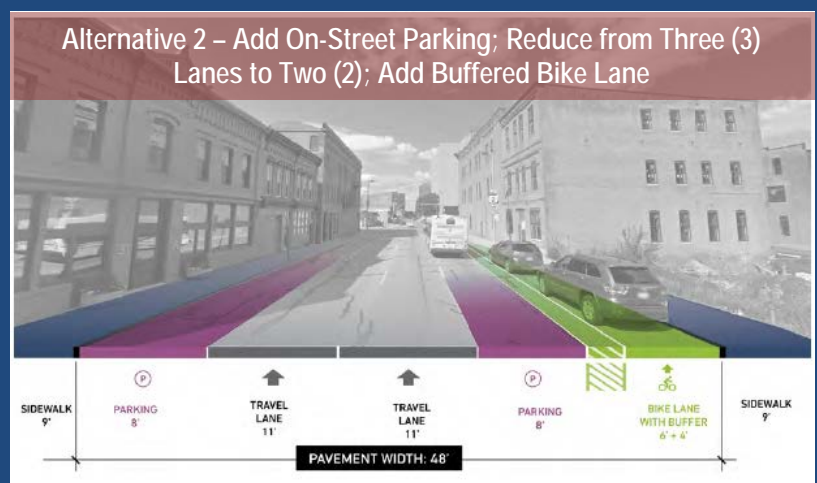 Alternative 2 – Add On-Street Parking; Reduce from Three (3)
Lanes to Two (2); Add Buffered Bike Lane
SIDEWALK
9'
P
PARKING
8'
TRAVEL
LANE
11'
TRAVEL
LANE
11'
P
PARKING
8'
BIKE LANE
WITH BUFFER
6' + 4'
SIDEWALK
9'
PAVEMENT WIDTH: 48'